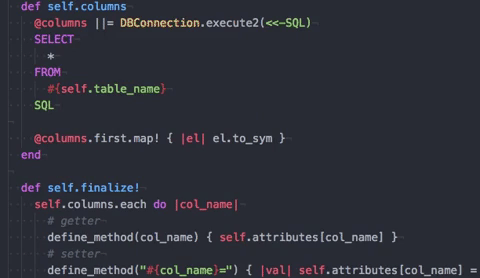 def self.columns
@columns ||= DBConnection.execute2(<<-SQL)
SELECT
*
FROM
#{self.table_name}
SQL
@columns.first.map! { |el| el.to_sym }
end
def self.finalize!
self.columns.each do |col_name|
# getter
define_method(col_name) { self.attributes[col_name] }
# setter
define_method("#{col_name}=") { |val| self.attributes[col_name] =